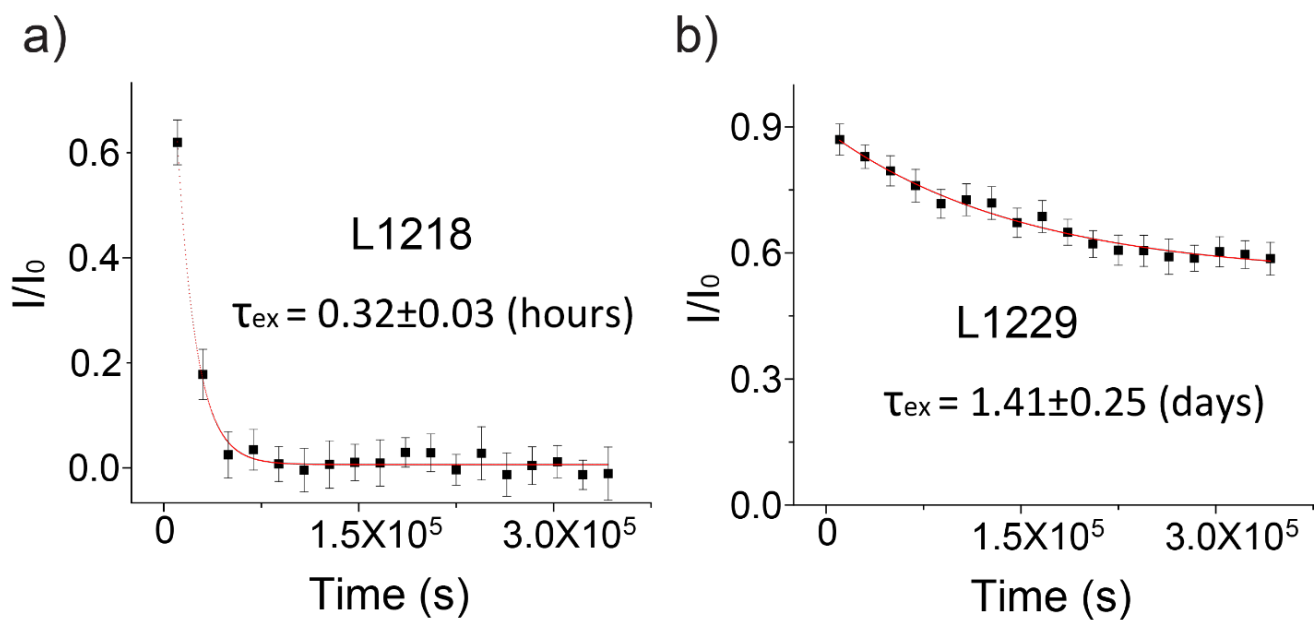 a)
0.6
0.4
0.2
0.0
I/I₀
L1218
τex = 0.32±0.03 (hours)
0
1.5X10⁵
3.0X10⁵
Time (s)
b)
0.9
0.6
0.3
0.0
I/I₀
L1229
τex = 1.41±0.25 (days)
0
1.5X10⁵
3.0X10⁵
Time (s)